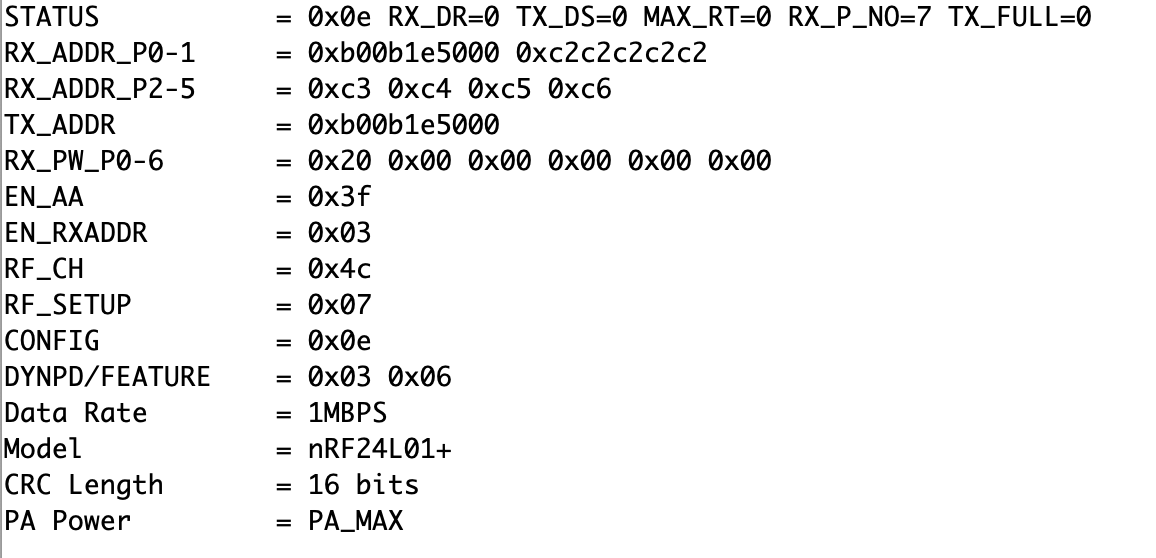 STATUS = 0x0e RX_DR=0 TX_DS=0 MAX_RT=0 RX_P_NO=7 TX_FULL=0
RX_ADDR_P0-1 = 0xb00b1e5000 0xc2c2c2c2c2
RX_ADDR_P2-5 = 0xc3 0xc4 0xc5 0xc6
TX_ADDR = 0xb00b1e5000
RX_PW_P0-6 = 0x20 0x00 0x00 0x00 0x00 0x00
EN_AA = 0x3f
EN_RXADDR = 0x03
RF_CH = 0x4c
RF_SETUP = 0x07
CONFIG = 0x0e
DYNPD/FEATURE = 0x03 0x06
Data Rate = 1MBPS
Model = nRF24L01+
CRC Length = 16 bits
PA Power = PA_MAX